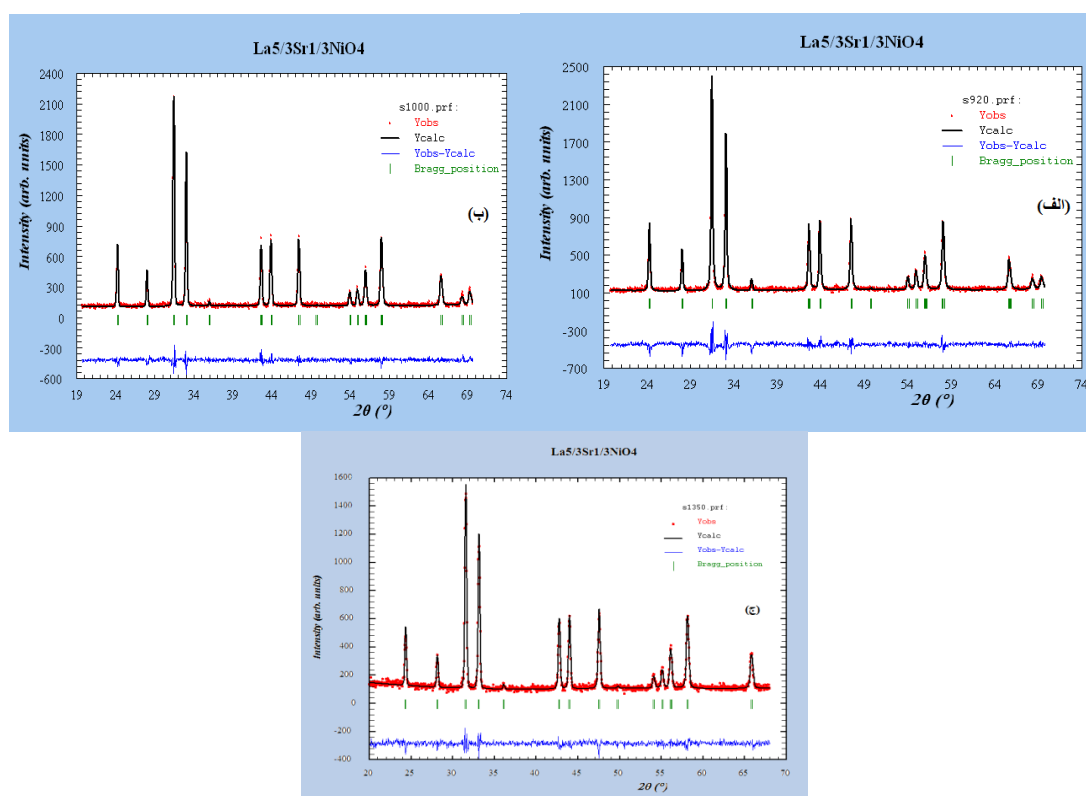 La5/3Sr1/3NiO4
2400
2100
1800
1500
1200
900
600
300
0
-300
-600
Intensity (arb. units)
s1000.prf:
Yobs
Ycalc
Yobs-Ycalc
Bragg_position
(ب)
19 24 29 34 39 44 49 54 59 64 69 74
2θ (°)
La5/3Sr1/3NiO4
2500
2100
1700
1300
900
500
100
-300
-700
Intensity (arb. units)
s920.prf:
Yobs
Ycalc
Yobs-Ycalc
Bragg_position
(الف)
19 24 29 34 39 44 49 54 59 64 69 74
2θ (°)
La5/3Sr1/3NiO4
1600
1400
1200
1000
800
600
400
200
0
-200
-400
Intensity (arb. units)
s1350.prf:
Yobs
Ycalc
Yobs-Ycalc
Bragg_position
(ج)
20 25 30 35 40 45 50 55 60 65 70
2θ (°)